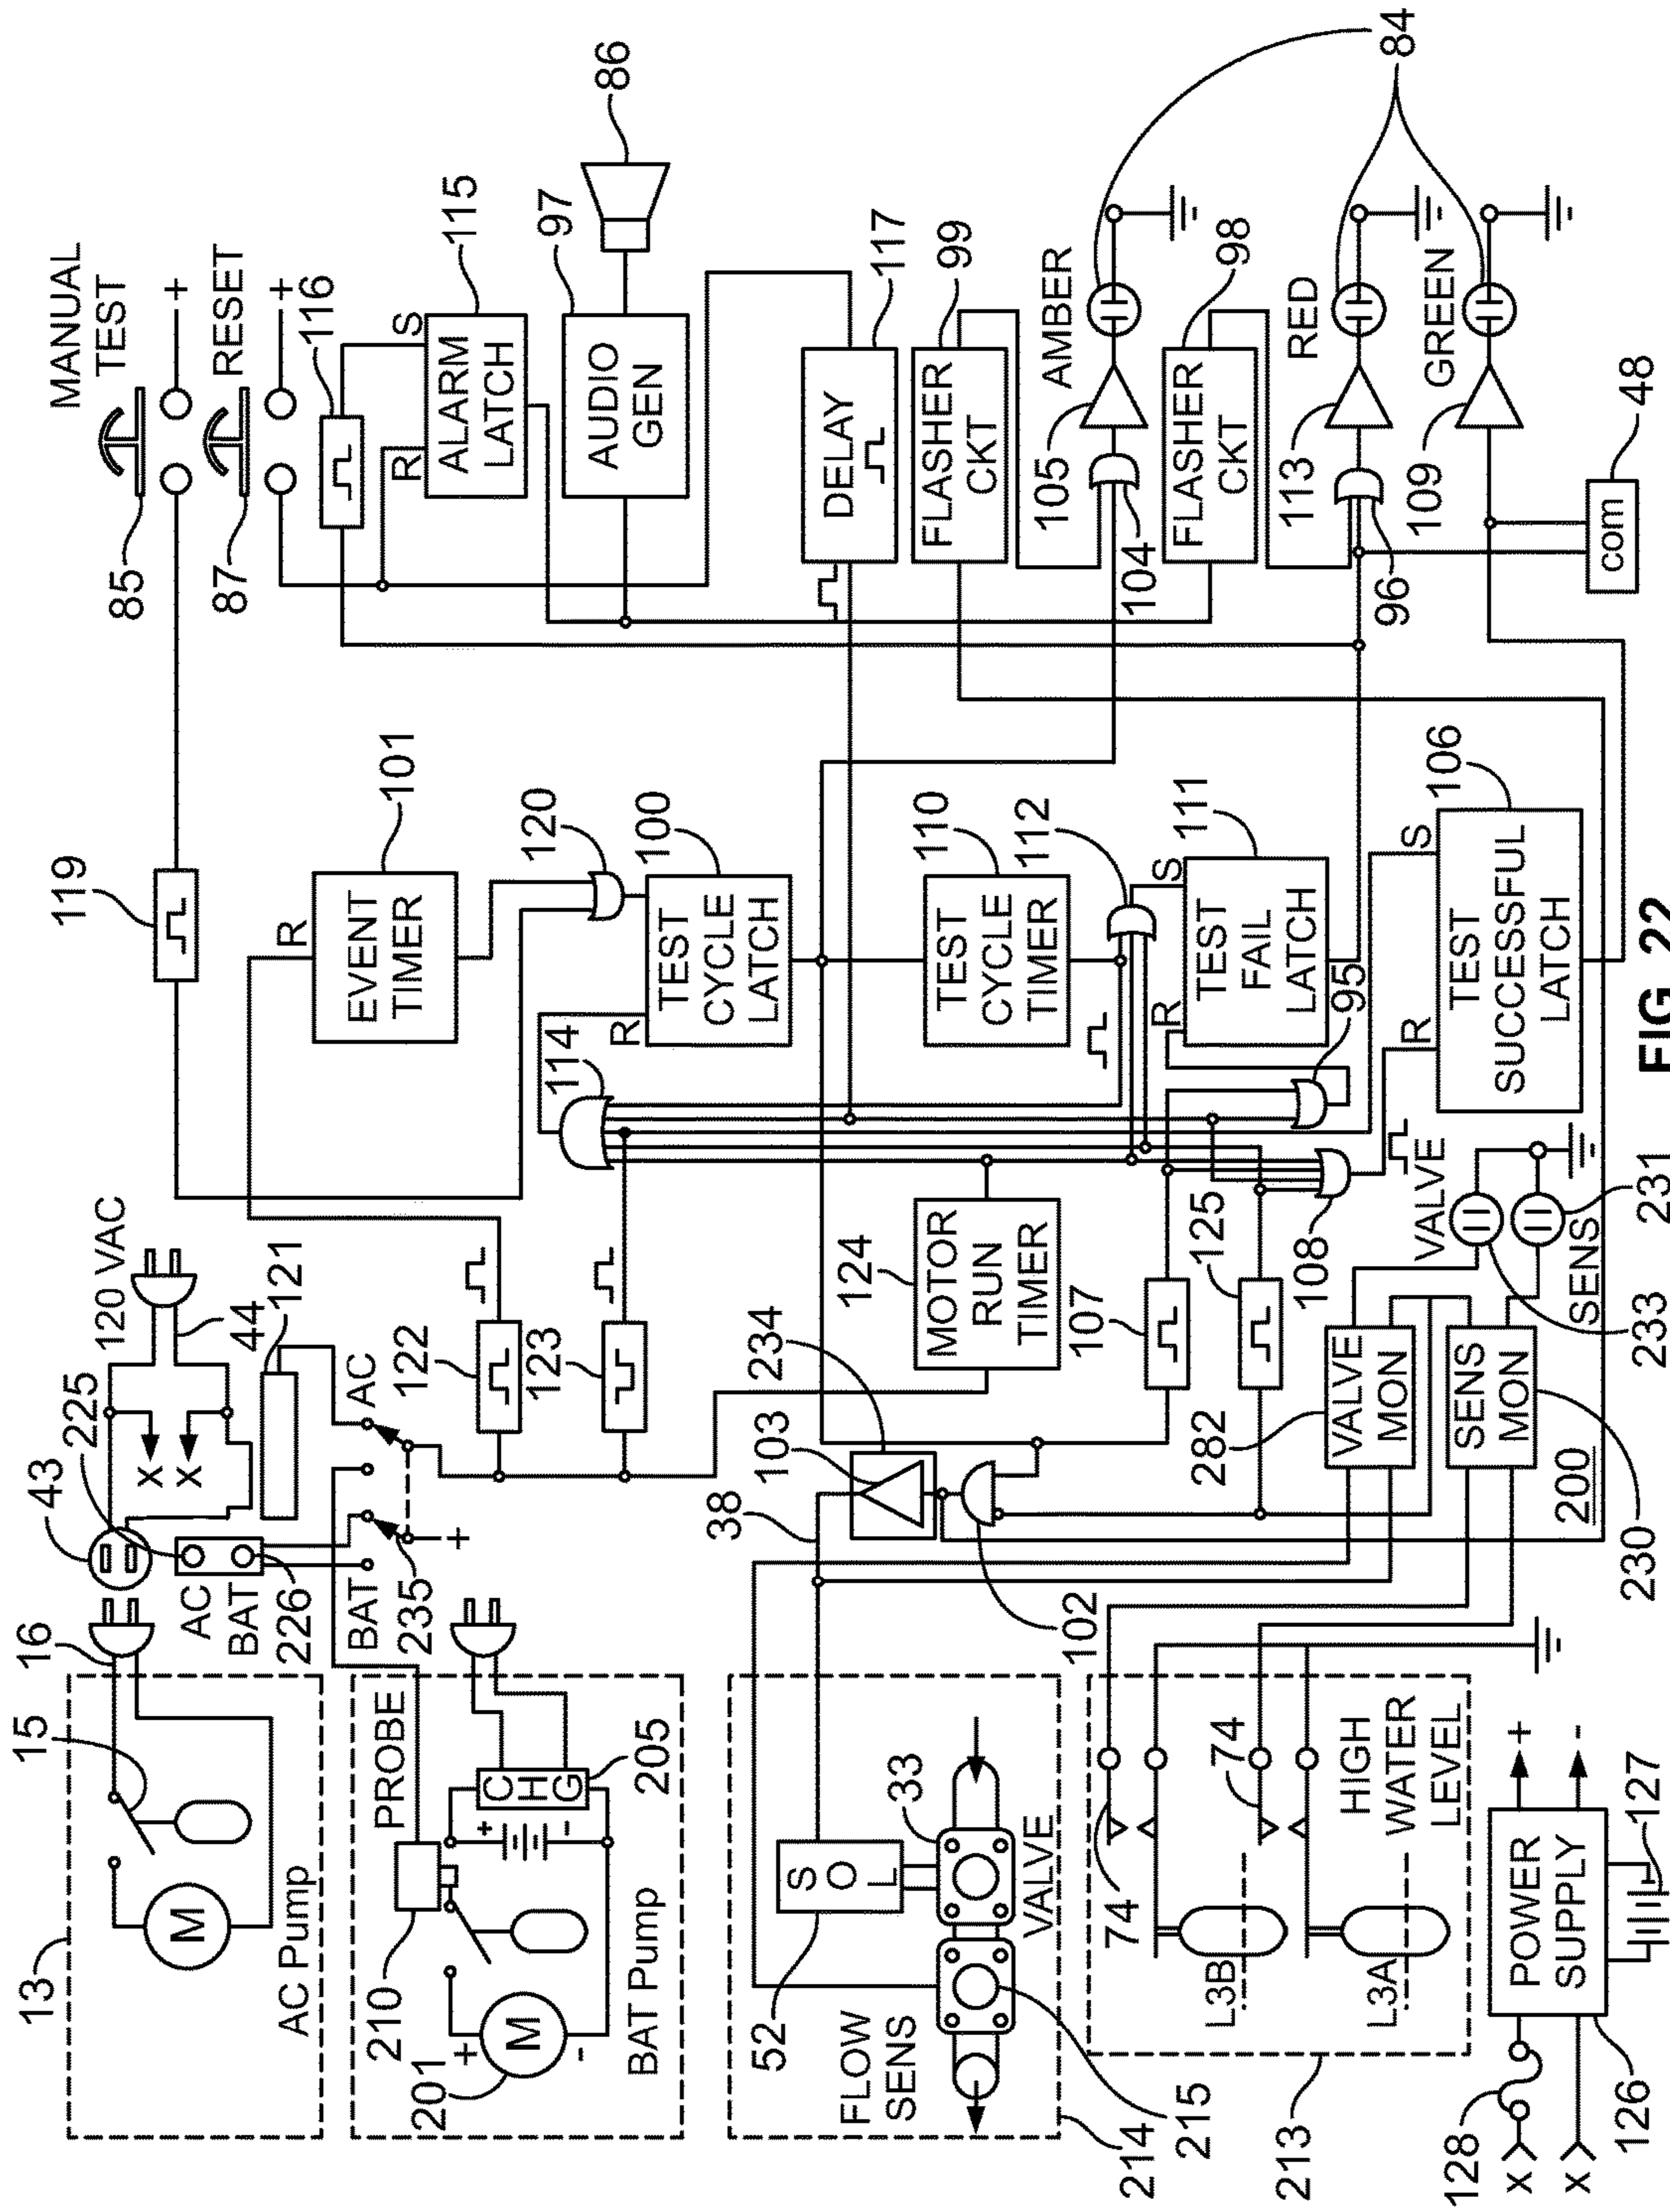 MANUAL
TEST
+
85
RESET
+
87
116
119
S
R
ALARM
LATCH
115
AUDIO
GEN
97
86
DELAY
117
FLASHER
CKT
99
AMBER
105
104
FLASHER
CKT
98
RED
113
96
GREEN
109
84
com
48
R
EVENT
TIMER
101
120
TEST
CYCLE
LATCH
R
100
114
TEST
CYCLE
TIMER
110
112
S
R
TEST
FAIL
LATCH
111
95
S
R
TEST
SUCCESSFUL
LATCH
106
120 VAC
44
121
43
225
X
X
AC
BAT
226
AC
BAT
235
+
122
123
124
MOTOR
RUN
TIMER
107
125
108
103
234
38
102
VALVE
MON
282
SENS
MON
230
200
VALVE
SENS
233
231
13
15
16
M
AC Pump
PROBE
210
201
+
M
-
+
-
C
H
G
205
BAT Pump
S
O
L
52
33
VALVE
FLOW
SENS
214
215
74
74
L3B
L3A
HIGH
WATER
LEVEL
213
POWER
SUPPLY
+
-
127
126
128
X
X
FIG. 22